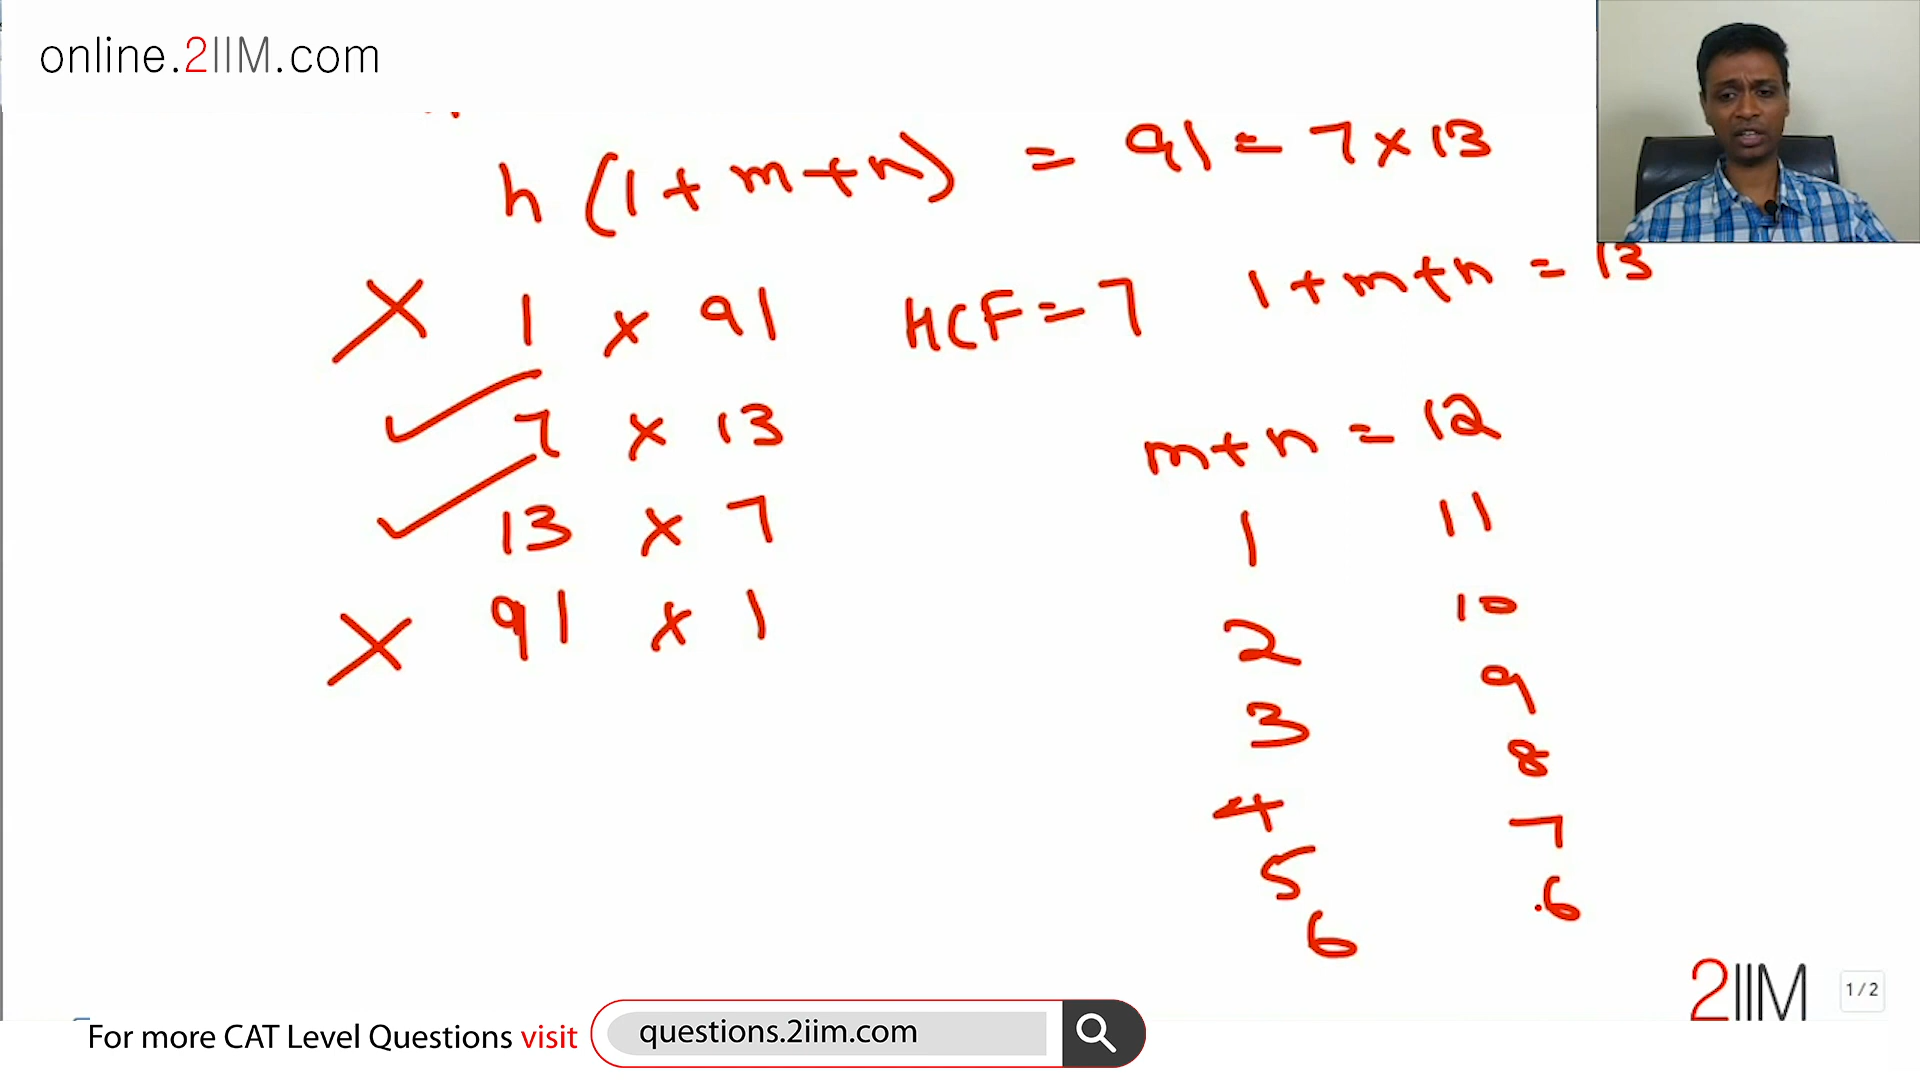 online.2IIM.com
h (1 + m + n) = 91 = 7 × 13
X 1 × 91 HCF = 7 1 + m + n = 13
✓ 7 × 13 m + n = 12
✓ 13 × 7 1 11
X 91 × 1 2 10
3 9
4 8
5 7
6 6
2IIM 1 / 2
For more CAT Level Questions visit questions.2iim.com